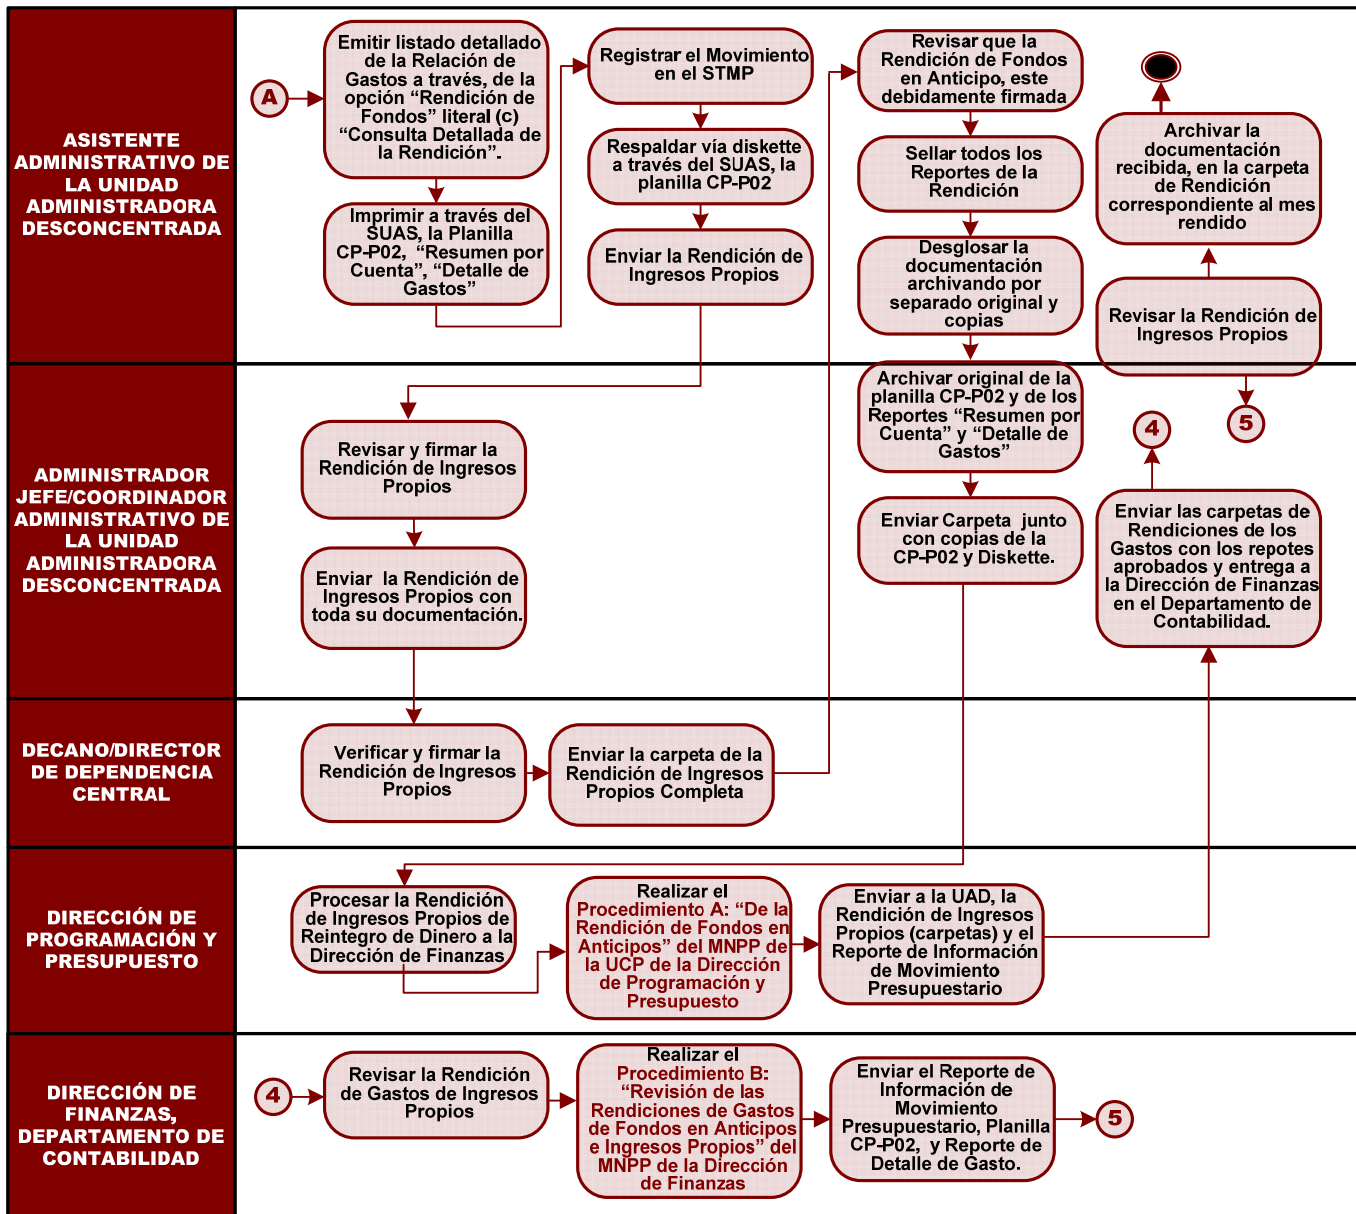 ASISTENTE
ADMINISTRATIVO DE
LA UNIDAD
ADMINISTRADORA
DESCONCENTRADA
A
Emitir listado detallado
de la Relación de
Gastos a través, de la
opción “Rendición de
Fondos” literal (c)
“Consulta Detallada de
la Rendición”.
Imprimir a través del
SUAS, la Planilla
CP-P02, “Resumen por
Cuenta”, “Detalle de
Gastos”
Registrar el Movimiento
en el STMP
Respaldar vía diskette
a través del SUAS, la
planilla CP-P02
Enviar la Rendición de
Ingresos Propios
Revisar que la
Rendición de Fondos
en Anticipo, este
debidamente firmada
Sellar todos los
Reportes de la
Rendición
Desglosar la
documentación
archivando por
separado original y
copias
Archivar la
documentación
recibida, en la carpeta
de Rendición
correspondiente al mes
rendido
Revisar la Rendición de
Ingresos Propios
5
ADMINISTRADOR
JEFE/COORDINADOR
ADMINISTRATIVO DE
LA UNIDAD
ADMINISTRADORA
DESCONCENTRADA
Revisar y firmar la
Rendición de Ingresos
Propios
Enviar la Rendición de
Ingresos Propios con
toda su documentación.
Archivar original de la
planilla CP-P02 y de los
Reportes “Resumen por
Cuenta” y “Detalle de
Gastos”
Enviar Carpeta junto
con copias de la
CP-P02 y Diskette.
4
Enviar las carpetas de
Rendiciones de los
Gastos con los repotes
aprobados y entrega a
la Dirección de Finanzas
en el Departamento de
Contabilidad.
DECANO/DIRECTOR
DE DEPENDENCIA
CENTRAL
Verificar y firmar la
Rendición de Ingresos
Propios
Enviar la carpeta de la
Rendición de Ingresos
Propios Completa
DIRECCIÓN DE
PROGRAMACIÓN Y
PRESUPUESTO
Procesar la Rendición
de Ingresos Propios de
Reintegro de Dinero a la
Dirección de Finanzas
Realizar el
Procedimiento A: “De la
Rendición de Fondos en
Anticipos” del MNPP de
la UCP de la Dirección
de Programación y
Presupuesto
Enviar a la UAD, la
Rendición de Ingresos
Propios (carpetas) y el
Reporte de Información
de Movimiento
Presupuestario
DIRECCIÓN DE
FINANZAS,
DEPARTAMENTO DE
CONTABILIDAD
4
Revisar la Rendición
de Gastos de Ingresos
Propios
Realizar el
Procedimiento B:
“Revisión de las
Rendiciones de Gastos
de Fondos en Anticipos
e Ingresos Propios” del
MNPP de la Dirección
de Finanzas
Enviar el Reporte de
Información de
Movimiento
Presupuestario, Planilla
CP-P02, y Reporte de
Detalle de Gasto.
5